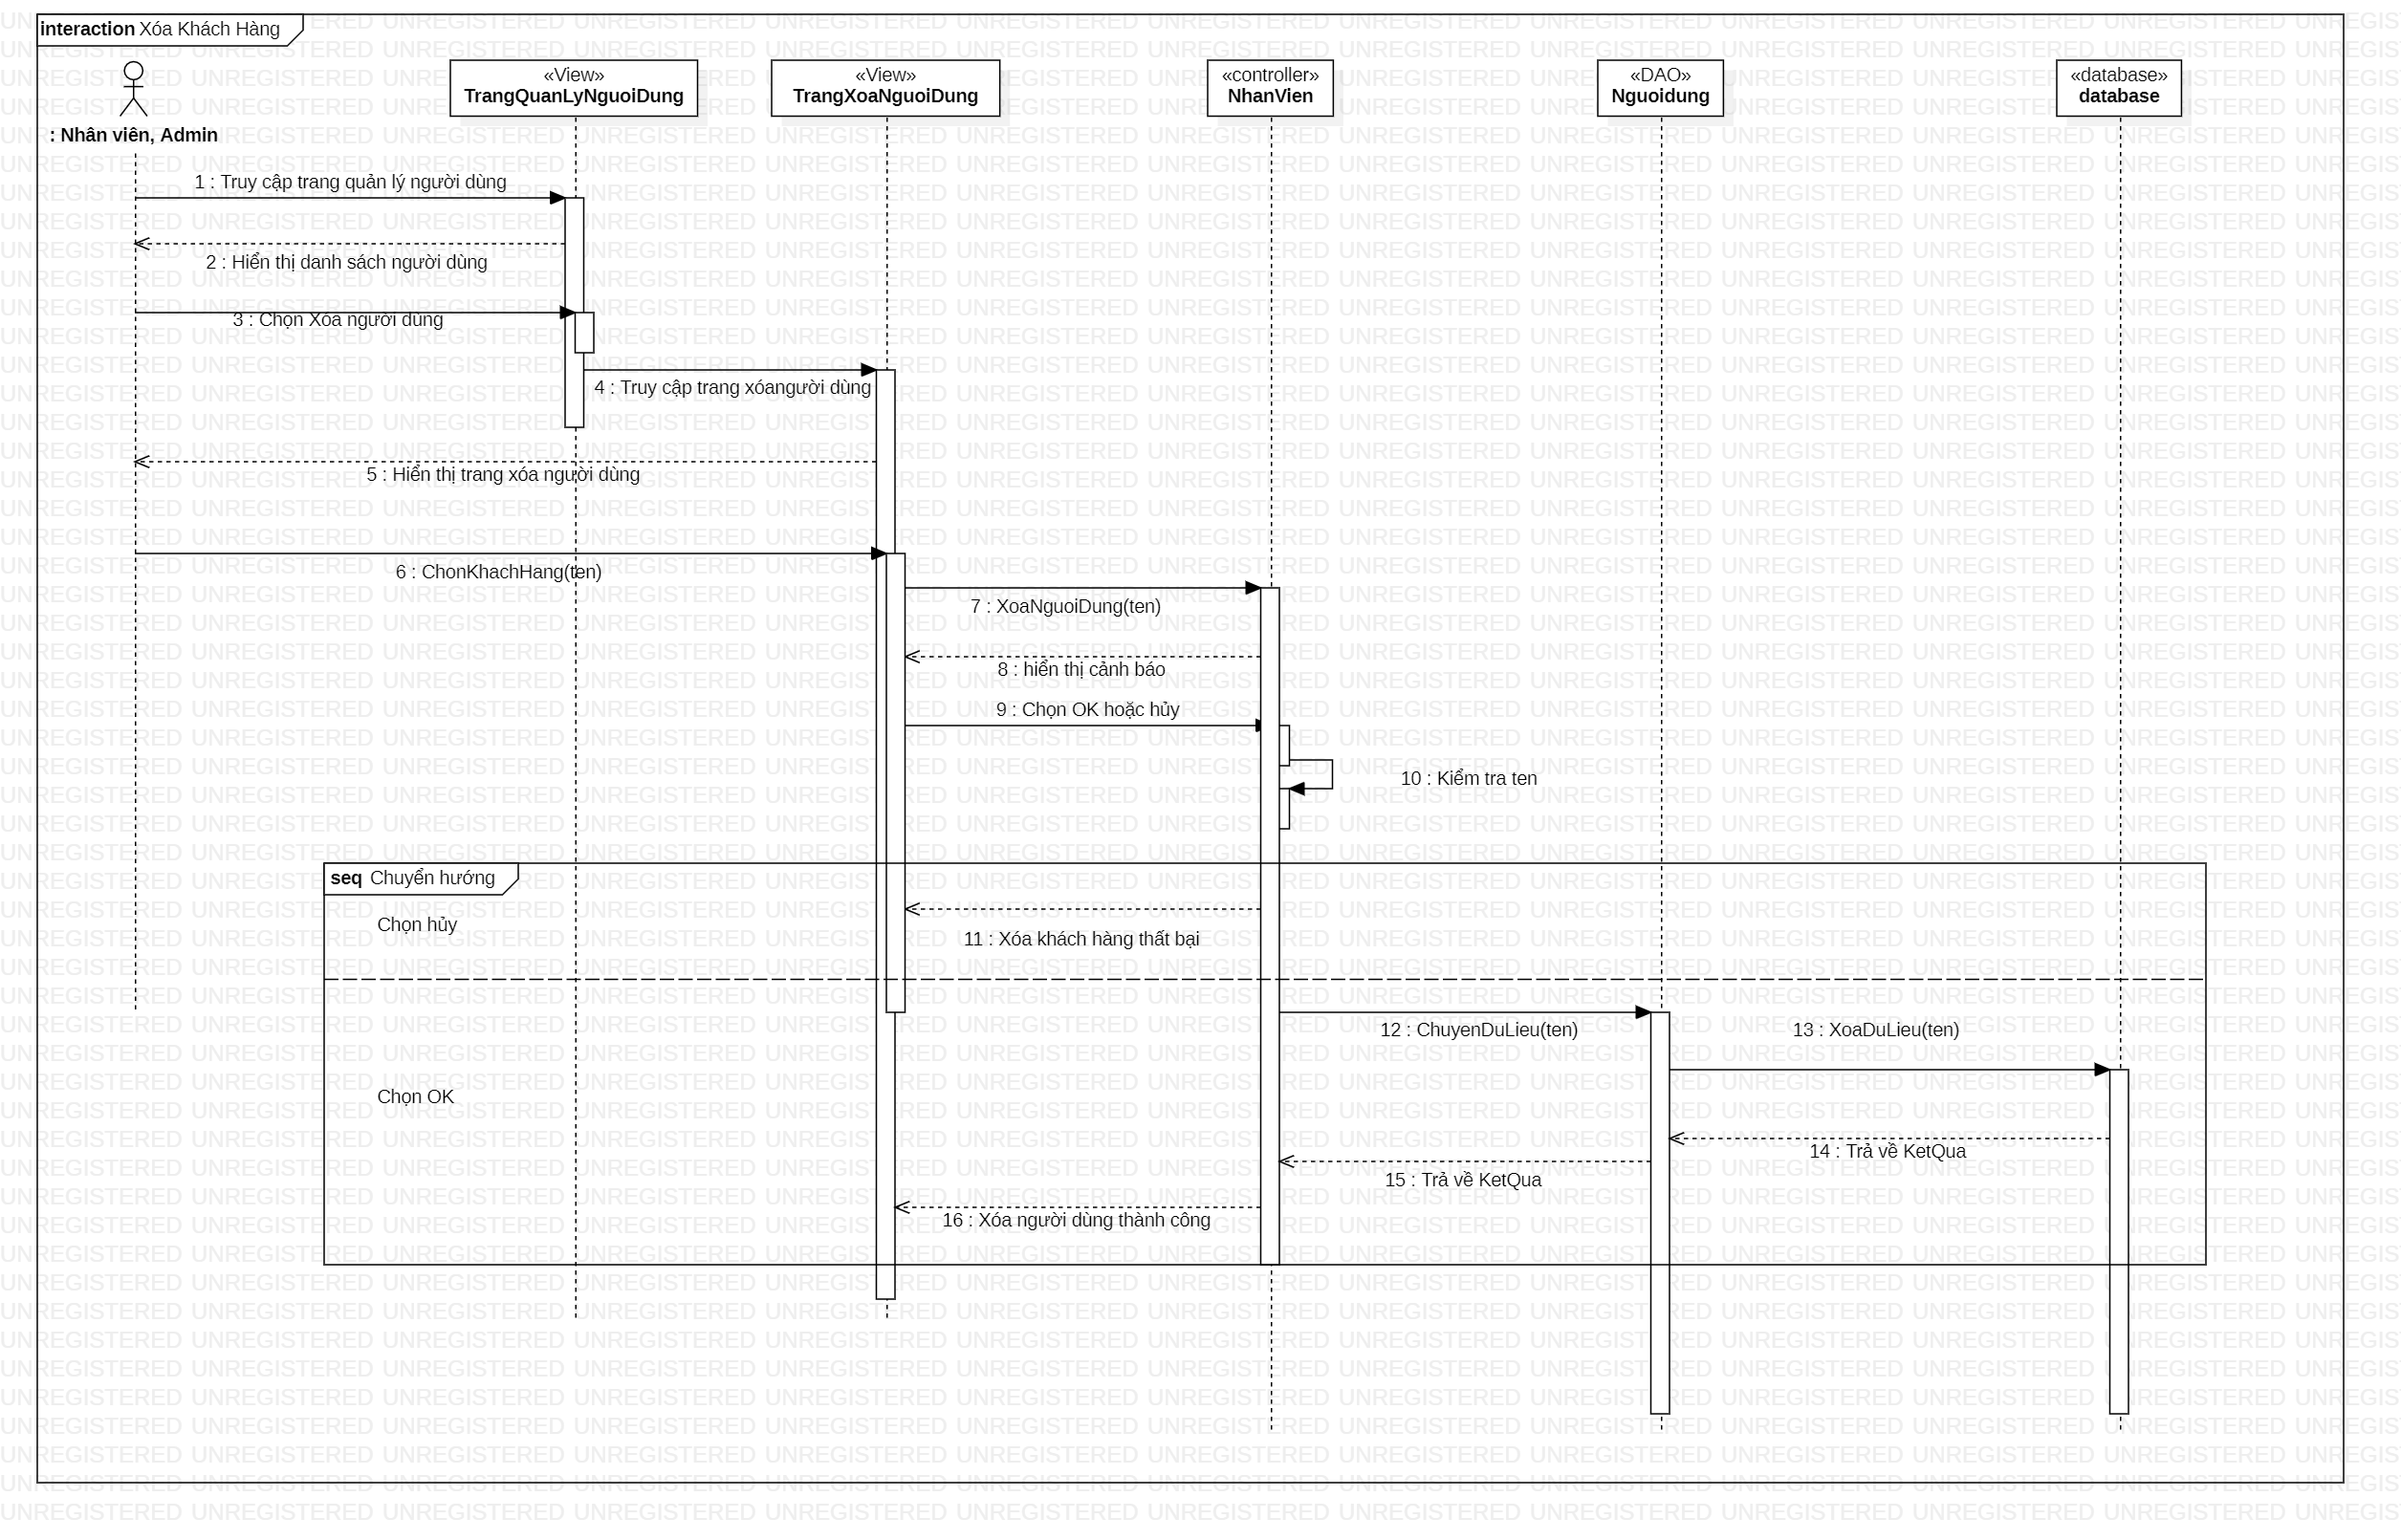 interaction Xóa Khách Hàng
«View»
TrangQuanLyNguoiDung
«View»
TrangXoaNguoiDung
«controller»
NhanVien
«DAO»
Nguoidung
«database»
database
: Nhân viên, Admin
1 : Truy cập trang quản lý người dùng
2 : Hiển thị danh sách người dùng
3 : Chọn Xóa người dùng
4 : Truy cập trang xóangười dùng
5 : Hiển thị trang xóa người dùng
6 : ChonKhachHang(ten)
7 : XoaNguoiDung(ten)
8 : hiển thị cảnh báo
9 : Chọn OK hoặc hủy
10 : Kiểm tra ten
seq Chuyển hướng
Chọn hủy
11 : Xóa khách hàng thất bại
12 : ChuyenDuLieu(ten)
13 : XoaDuLieu(ten)
Chọn OK
14 : Trả về KetQua
15 : Trả về KetQua
16 : Xóa người dùng thành công
UNREGISTERED